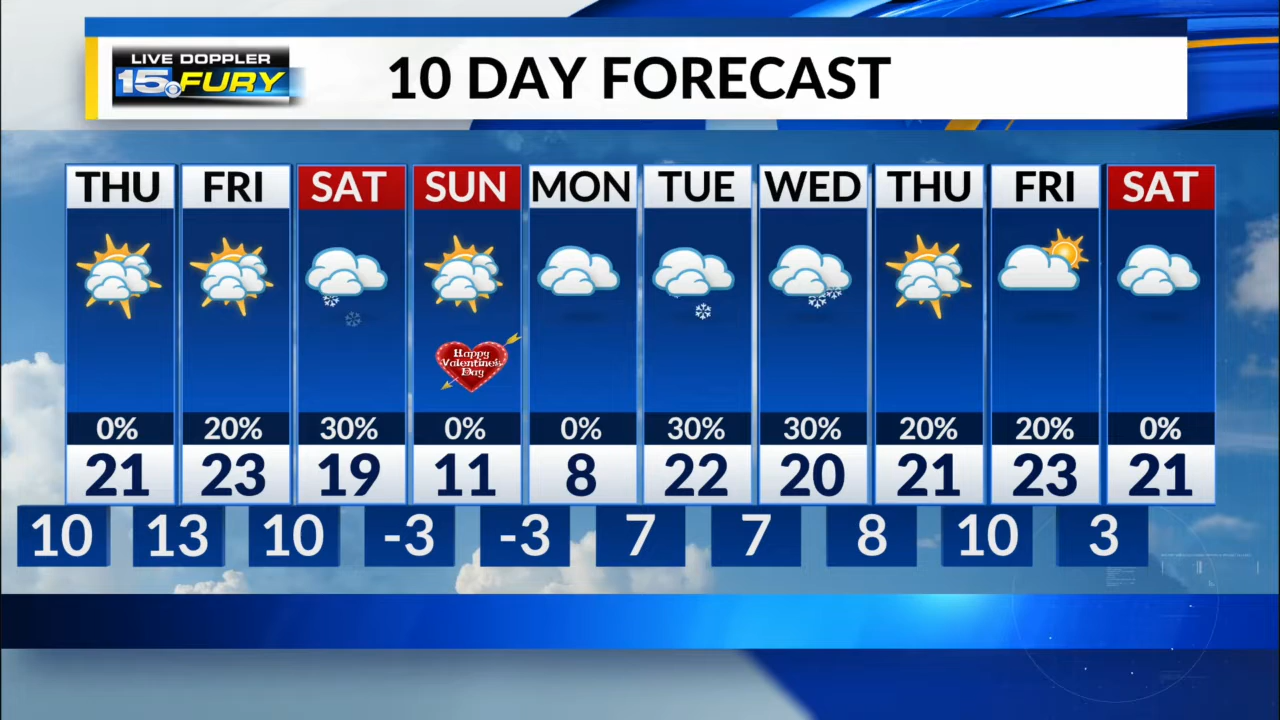 LIVE DOPPLER
15 FURY
10 DAY FORECAST
THU FRI SAT SUN MON TUE WED THU FRI SAT
Happy
Valentine's
Day
0% 20% 30% 0% 0% 30% 30% 20% 20% 0%
21 23 19 11 8 22 20 21 23 21
10 13 10 -3 -3 7 7 8 10 3